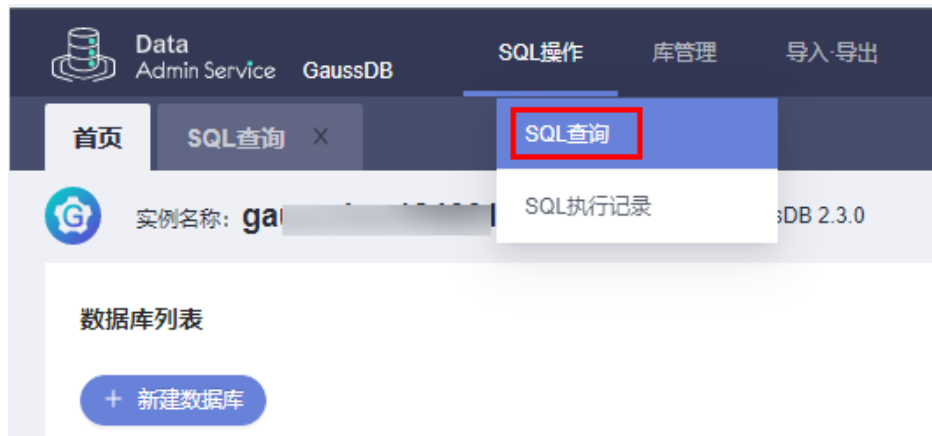 Data
Admin Service GaussDB SQL操作 库管理 导入·导出
首页 SQL查询 ×
SQL查询
SQL执行记录
实例名称:
DB 2.3.0
数据库列表
+ 新建数据库